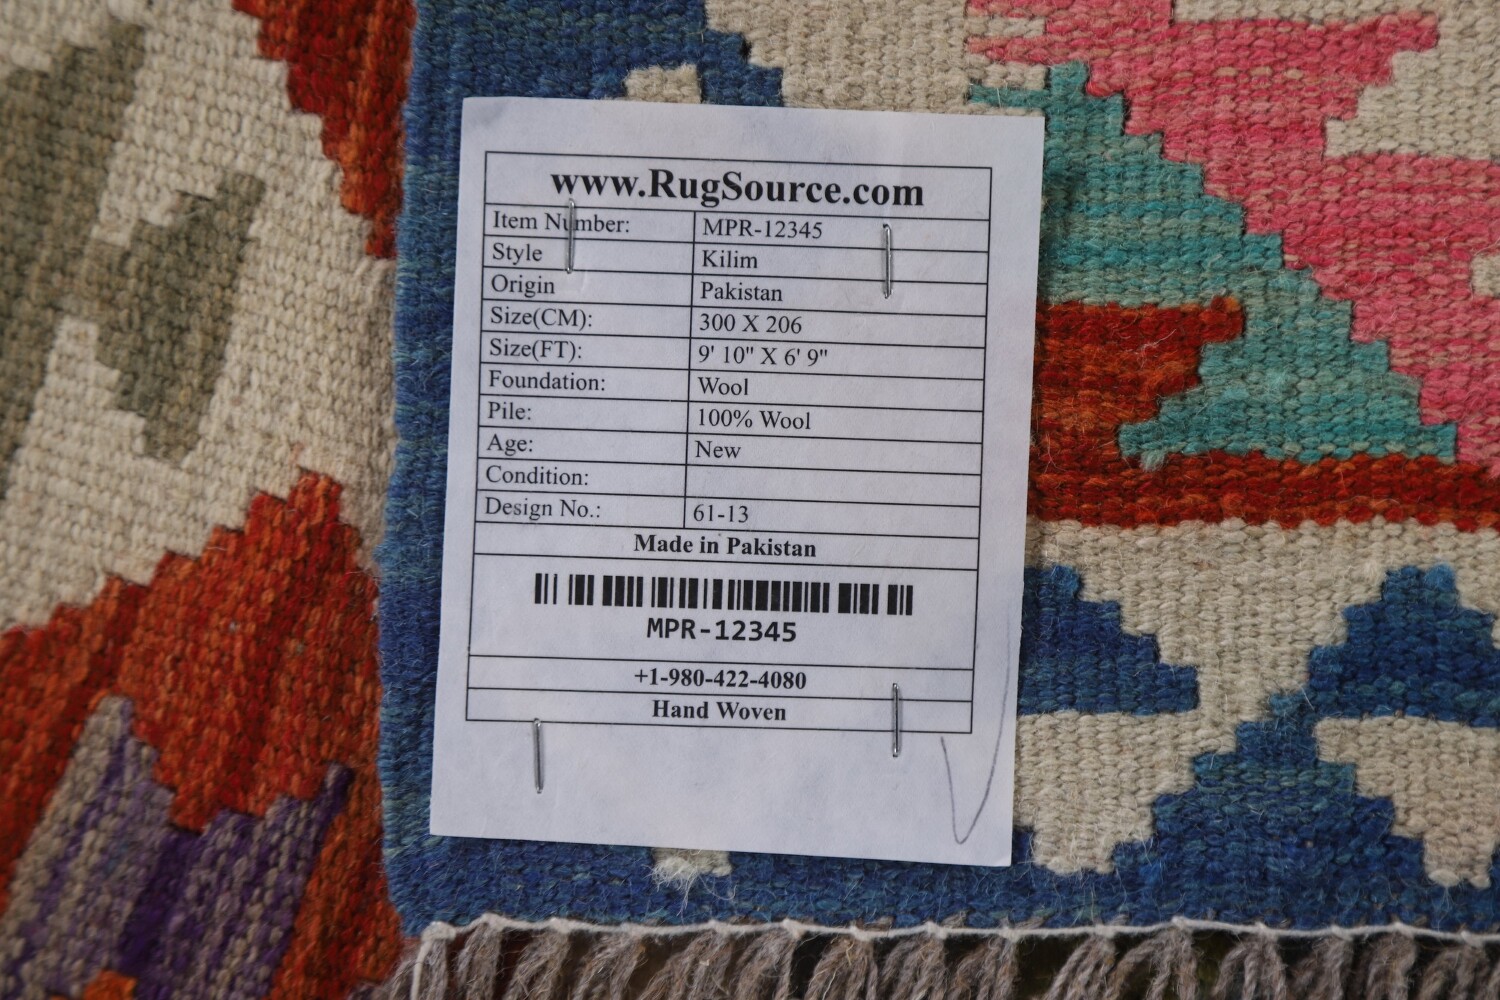 www.RugSource.com
Item Number: MPR-12345
Style Kilim
Origin Pakistan
Size(CM): 300 X 206
Size(FT): 9' 10" X 6' 9"
Foundation: Wool
Pile: 100% Wool
Age: New
Condition:
Design No.: 61-13
Made in Pakistan
MPR-12345
+1-980-422-4080
Hand Woven